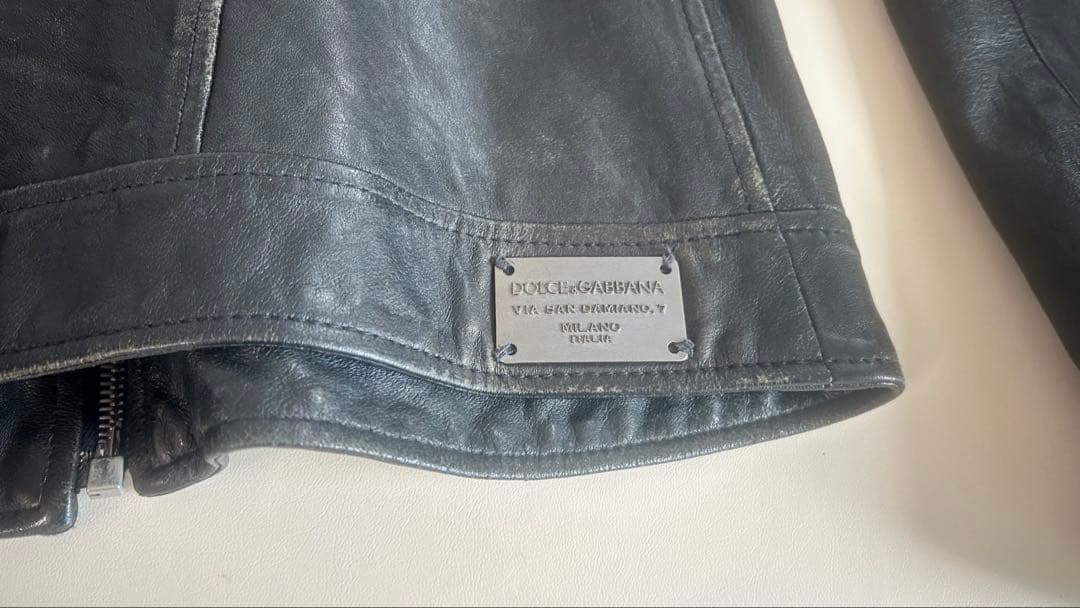 DOLCE&GABBANA
VIA SAN DAMIANO, 7
MILANO
ITALIA